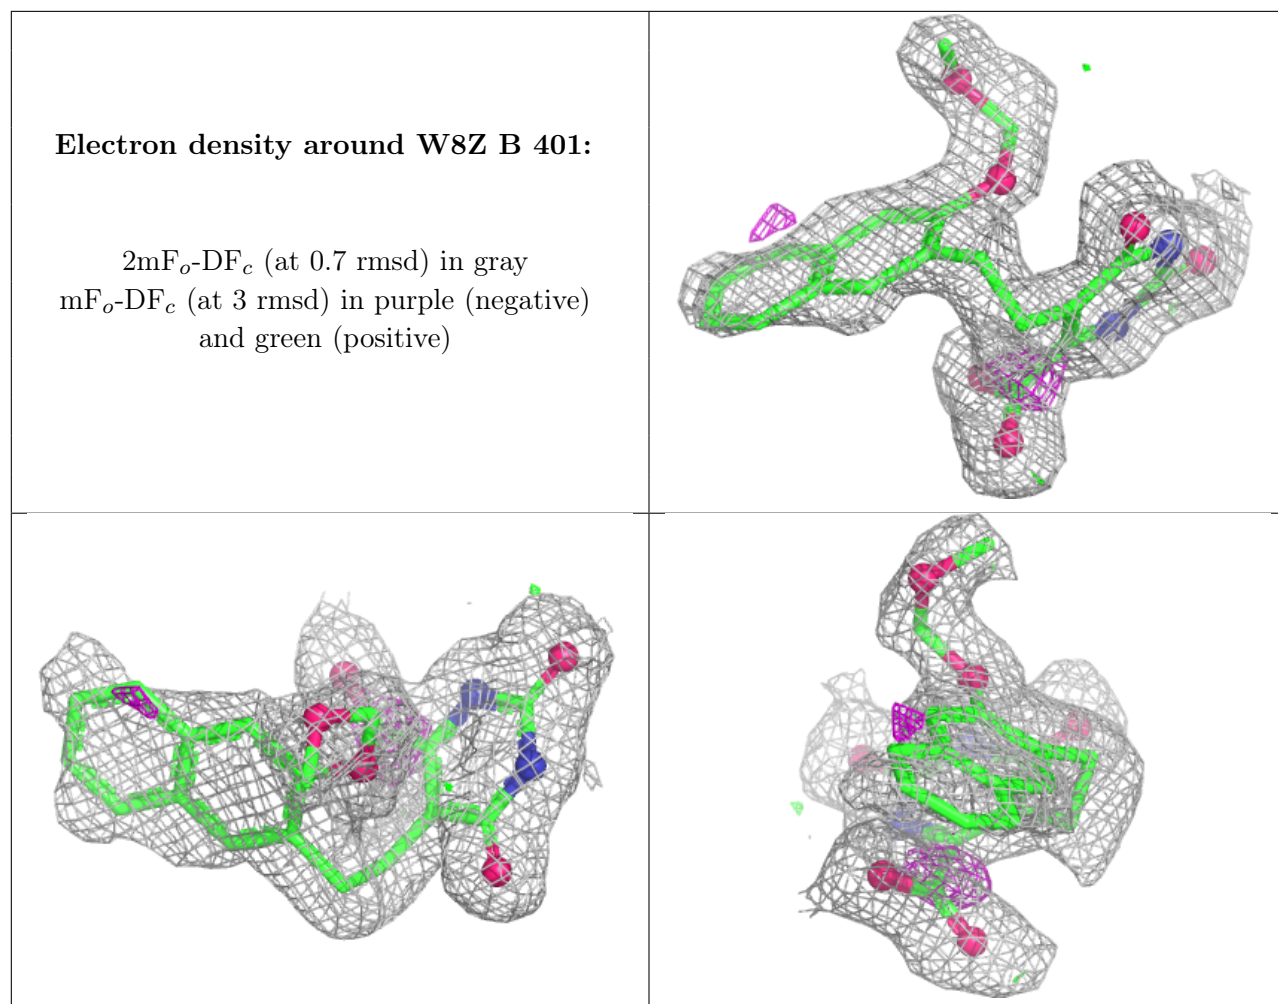 Electron density around W8Z B 401:
2mFₒ-DF𝒸 (at 0.7 rmsd) in gray
mFₒ-DF𝒸 (at 3 rmsd) in purple (negative)
and green (positive)